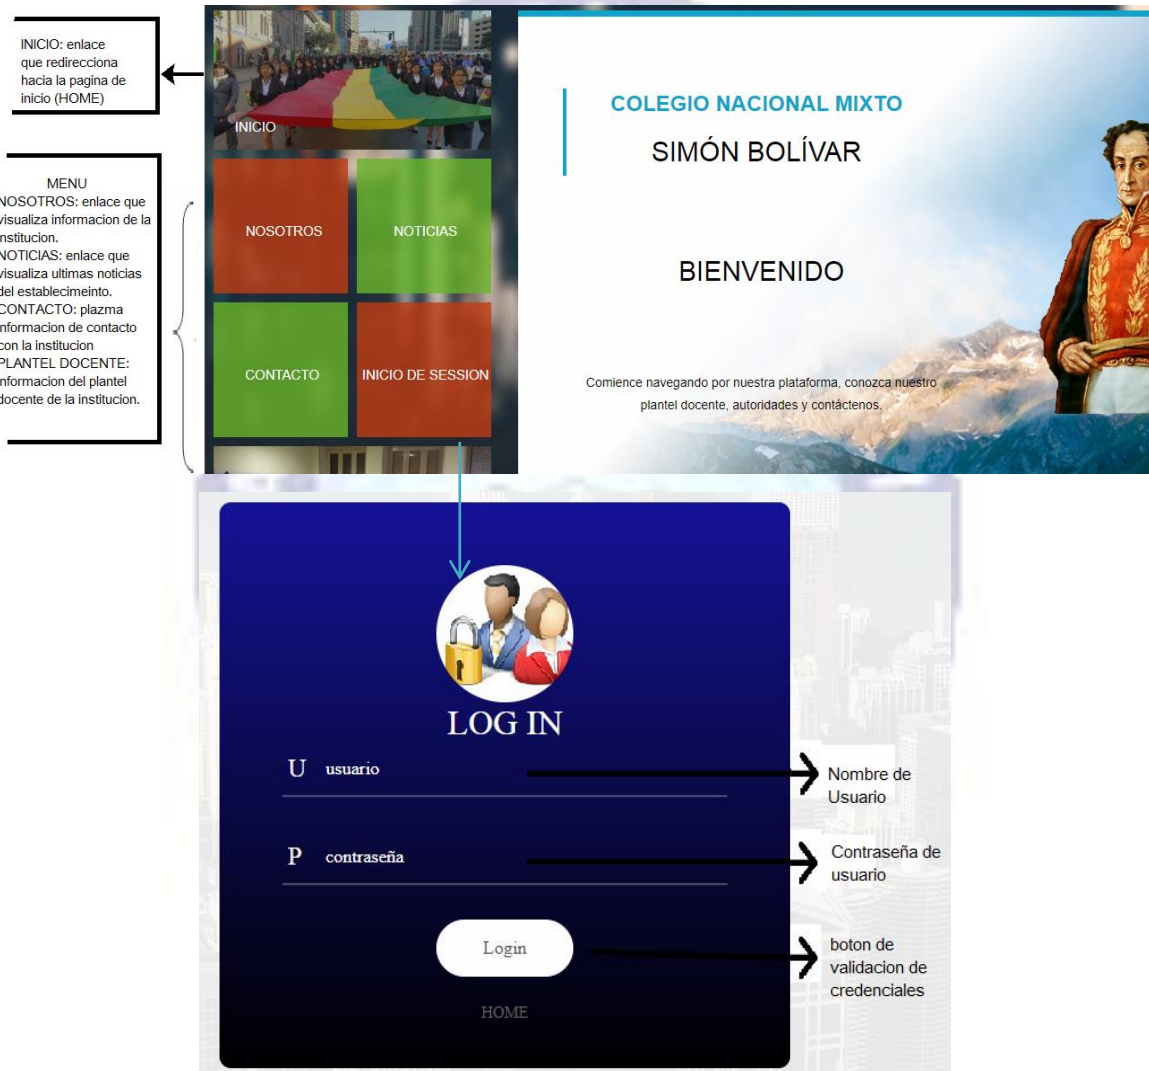 INICIO: enlace
que redirecciona
hacia la pagina de
inicio (HOME)
MENU
NOSOTROS: enlace que
visualiza informacion de la
institucion.
NOTICIAS: enlace que
visualiza ultimas noticias
del establecimeinto.
CONTACTO: plazma
informacion de contacto
con la institucion
PLANTEL DOCENTE:
informacion del plantel
docente de la institucion.
INICIO
NOSOTROS
NOTICIAS
CONTACTO
INICIO DE SESSION
COLEGIO NACIONAL MIXTO
SIMÓN BOLÍVAR
BIENVENIDO
Comience navegando por nuestra plataforma, conozca nuestro
plantel docente, autoridades y contáctenos.
LOG IN
U usuario
P contraseña
Login
HOME
Nombre de
Usuario
Contraseña de
usuario
boton de
validacion de
credenciales